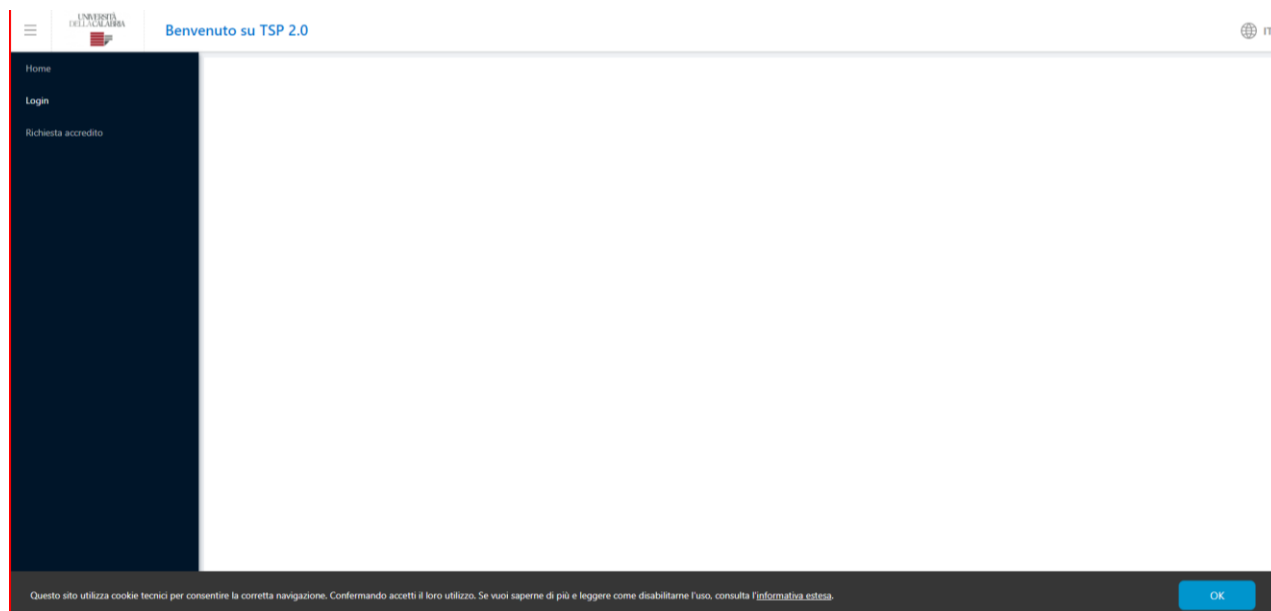 UNIVERSITÀ
DELLA CALABRIA
Benvenuto su TSP 2.0
Home
Login
Richiesta accredito
Questo sito utilizza cookie tecnici per consentire la corretta navigazione. Confermando accetti il loro utilizzo. Se vuoi saperne di più e leggere come disabilitarne l'uso, consulta l'informativa estesa.
OK